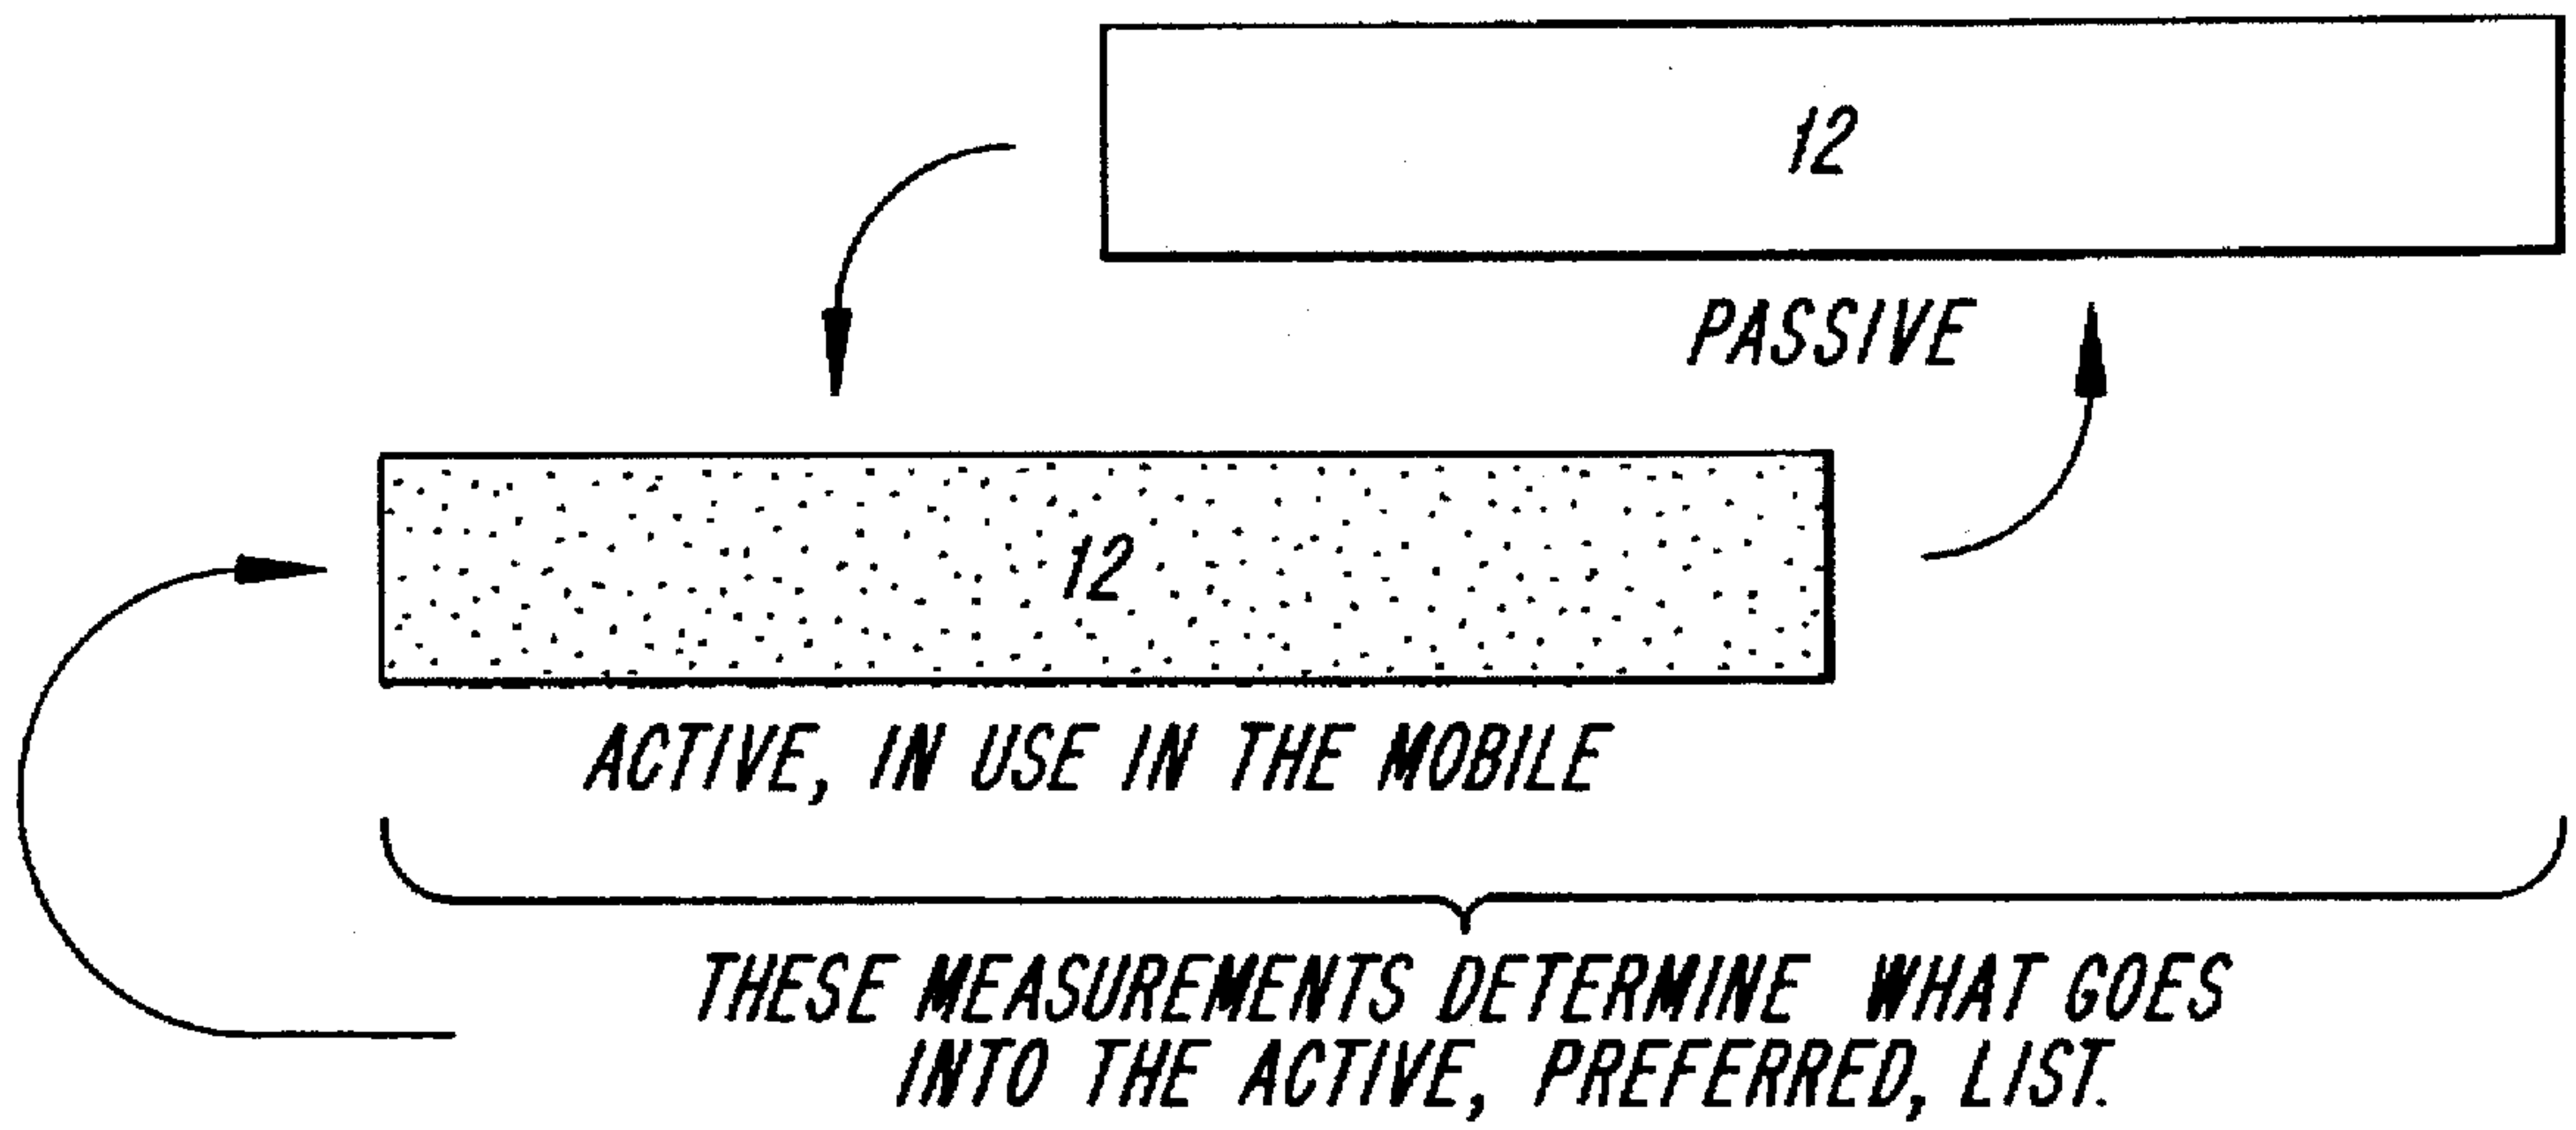 12
PASSIVE
12
ACTIVE, IN USE IN THE MOBILE
THESE MEASUREMENTS DETERMINE WHAT GOES
INTO THE ACTIVE, PREFERRED, LIST.